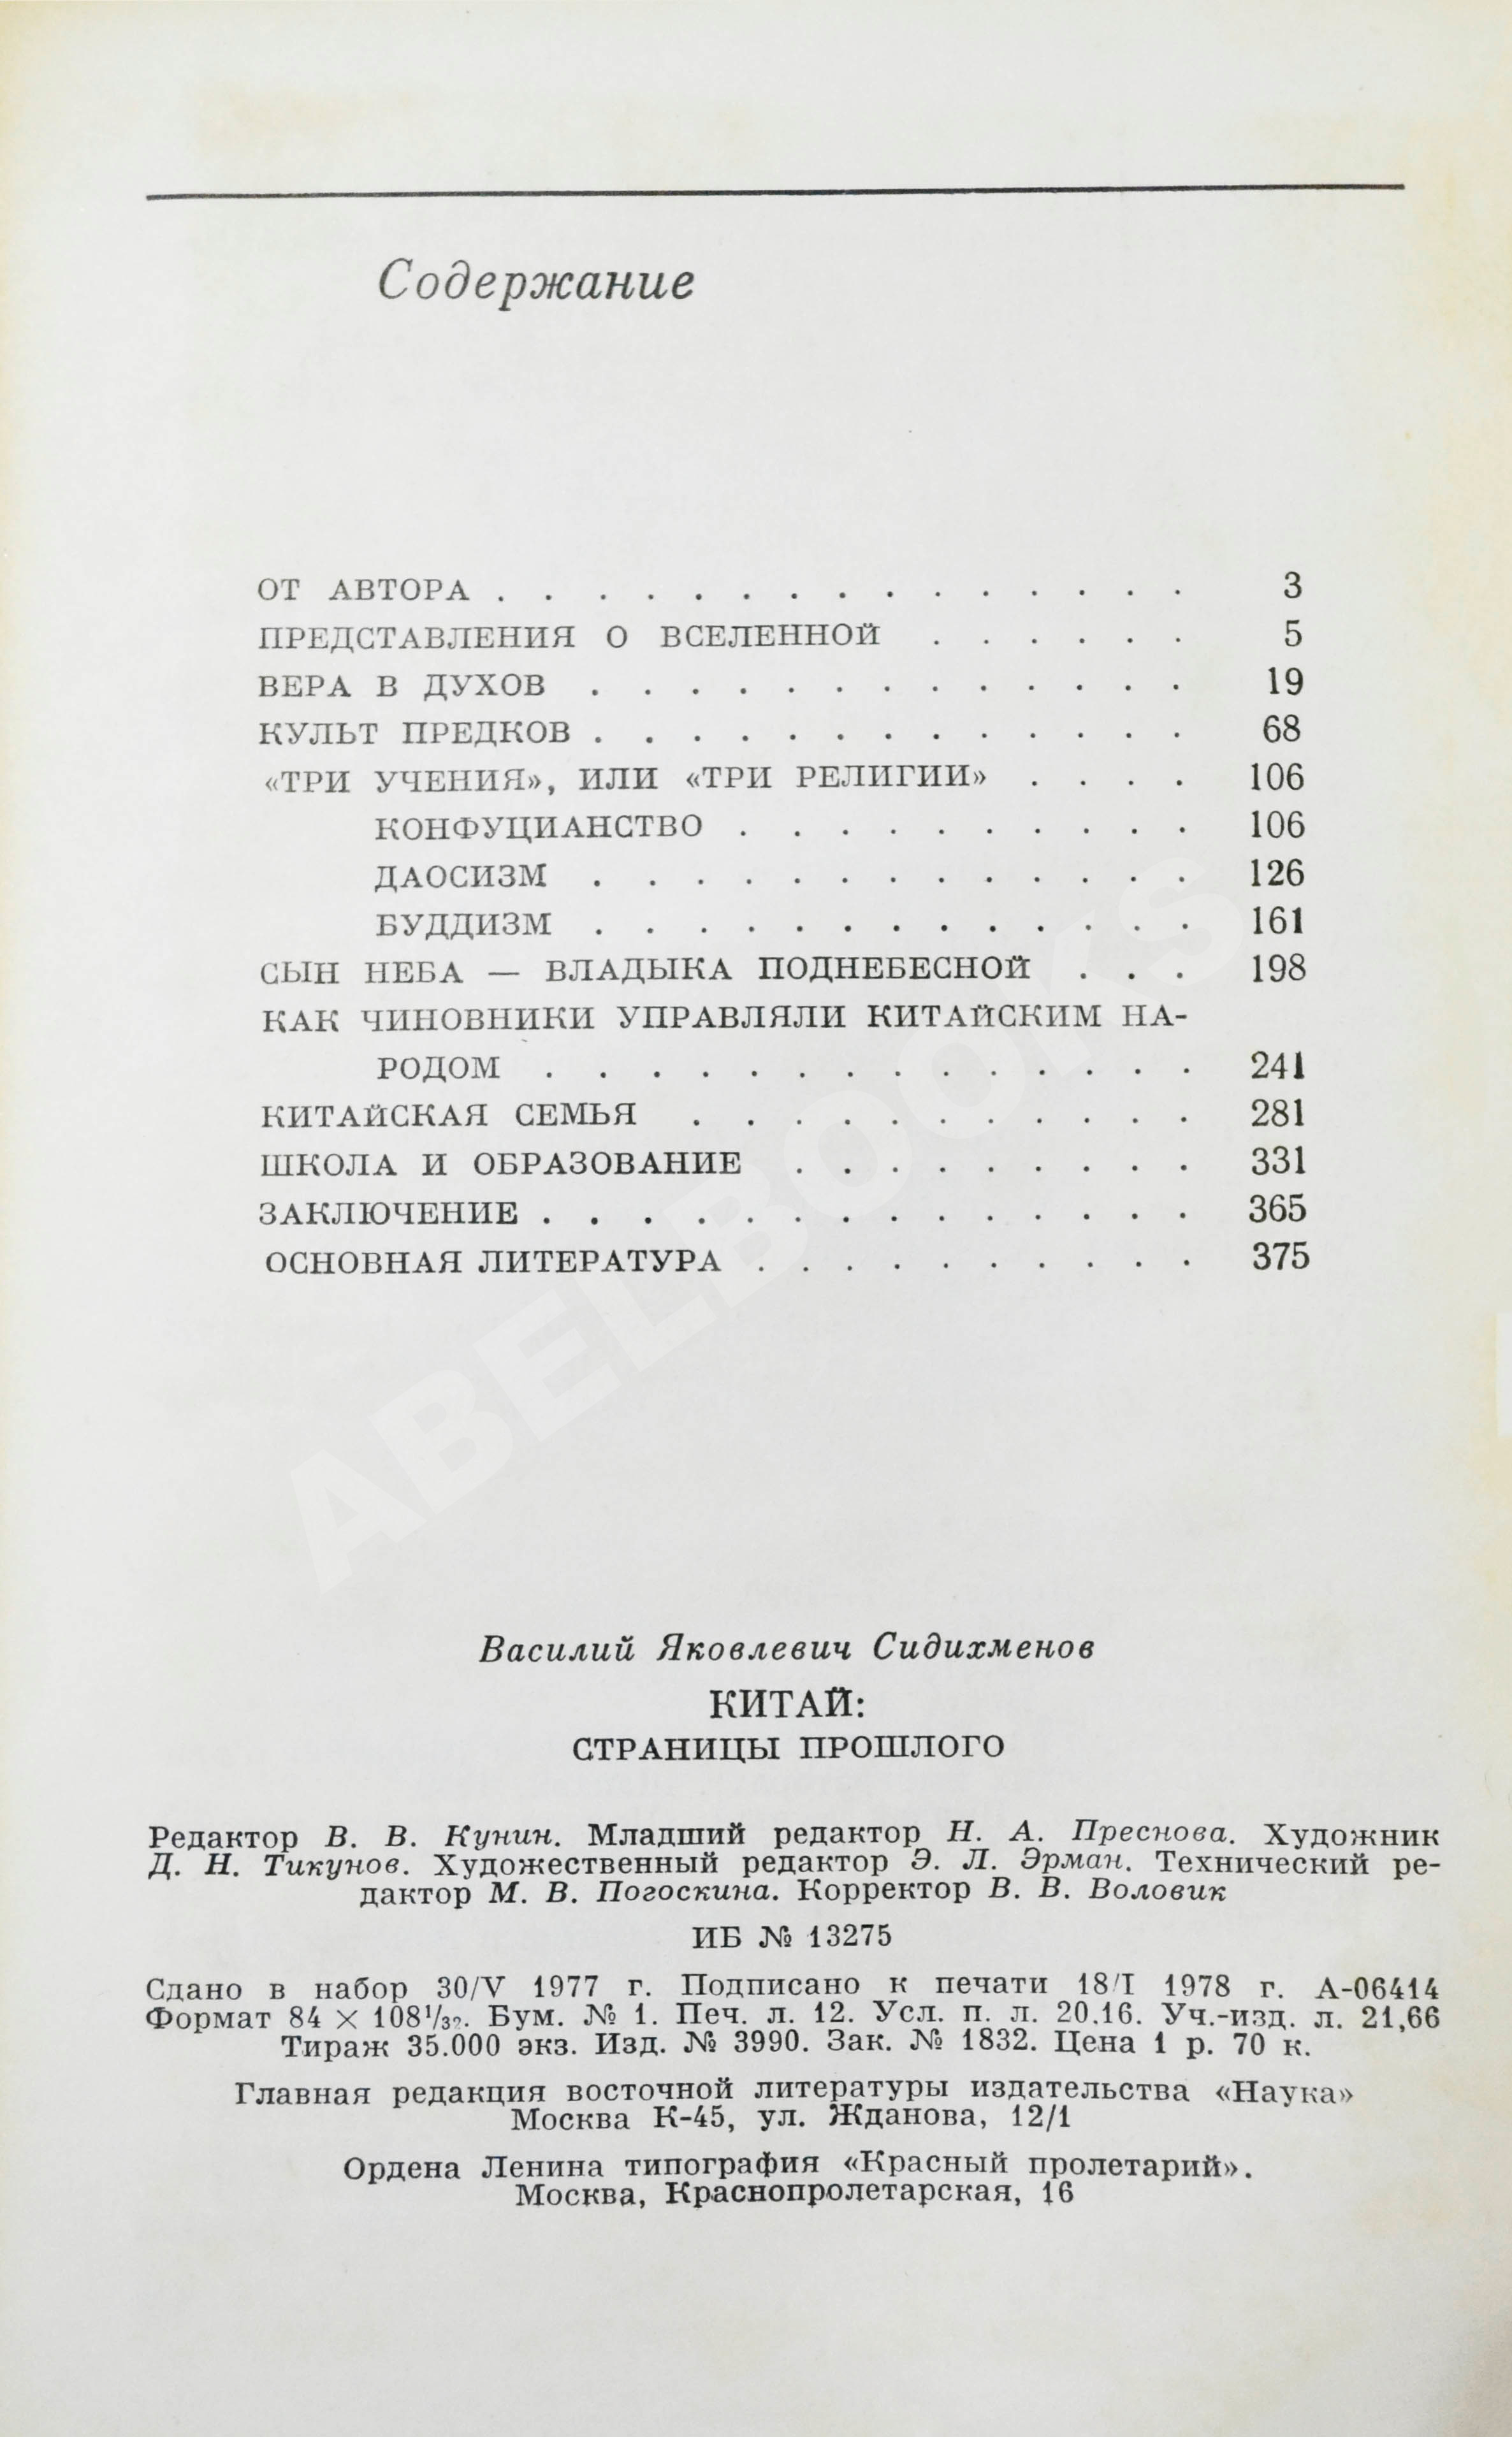 Содержание
ОТ АВТОРА . . . . . . . . . . . . . . . 3
ПРЕДСТАВЛЕНИЯ О ВСЕЛЕННОЙ . . . . . . 5
ВЕРА В ДУХОВ . . . . . . . . . . . . . 19
КУЛЬТ ПРЕДКОВ . . . . . . . . . . . . . 68
«ТРИ УЧЕНИЯ», ИЛИ «ТРИ РЕЛИГИИ» . . . . 106
КОНФУЦИАНСТВО . . . . . . . . . . 106
ДАОСИЗМ . . . . . . . . . . . . . 126
БУДДИЗМ . . . . . . . . . . . . . 161
СЫН НЕБА — ВЛАДЫКА ПОДНЕБЕСНОЙ . . . 198
КАК ЧИНОВНИКИ УПРАВЛЯЛИ КИТАЙСКИМ НА-
РОДОМ . . . . . . . . . . . . . . 241
КИТАЙСКАЯ СЕМЬЯ . . . . . . . . . . . 281
ШКОЛА И ОБРАЗОВАНИЕ . . . . . . . . . 331
ЗАКЛЮЧЕНИЕ . . . . . . . . . . . . . . 365
ОСНОВНАЯ ЛИТЕРАТУРА . . . . . . . . . . 375
ABELBOOKS
Василий Яковлевич Сидихменов
КИТАЙ:
СТРАНИЦЫ ПРОШЛОГО
Редактор В. В. Кунин. Младший редактор Н. А. Преснова. Художник
Д. Н. Тикунов. Художественный редактор Э. Л. Эрман. Технический ре-
дактор М. В. Погоскина. Корректор В. В. Воловик
ИБ № 13275
Сдано в набор 30/V 1977 г. Подписано к печати 18/I 1978 г. А-06414
Формат 84 × 108 1/32. Бум. № 1. Печ. л. 12. Усл. п. л. 20.16. Уч.-изд. л. 21,66
Тираж 35.000 экз. Изд. № 3990. Зак. № 1832. Цена 1 р. 70 к.
Главная редакция восточной литературы издательства «Наука»
Москва К-45, ул. Жданова, 12/1
Ордена Ленина типография «Красный пролетарий».
Москва, Краснопролетарская, 16